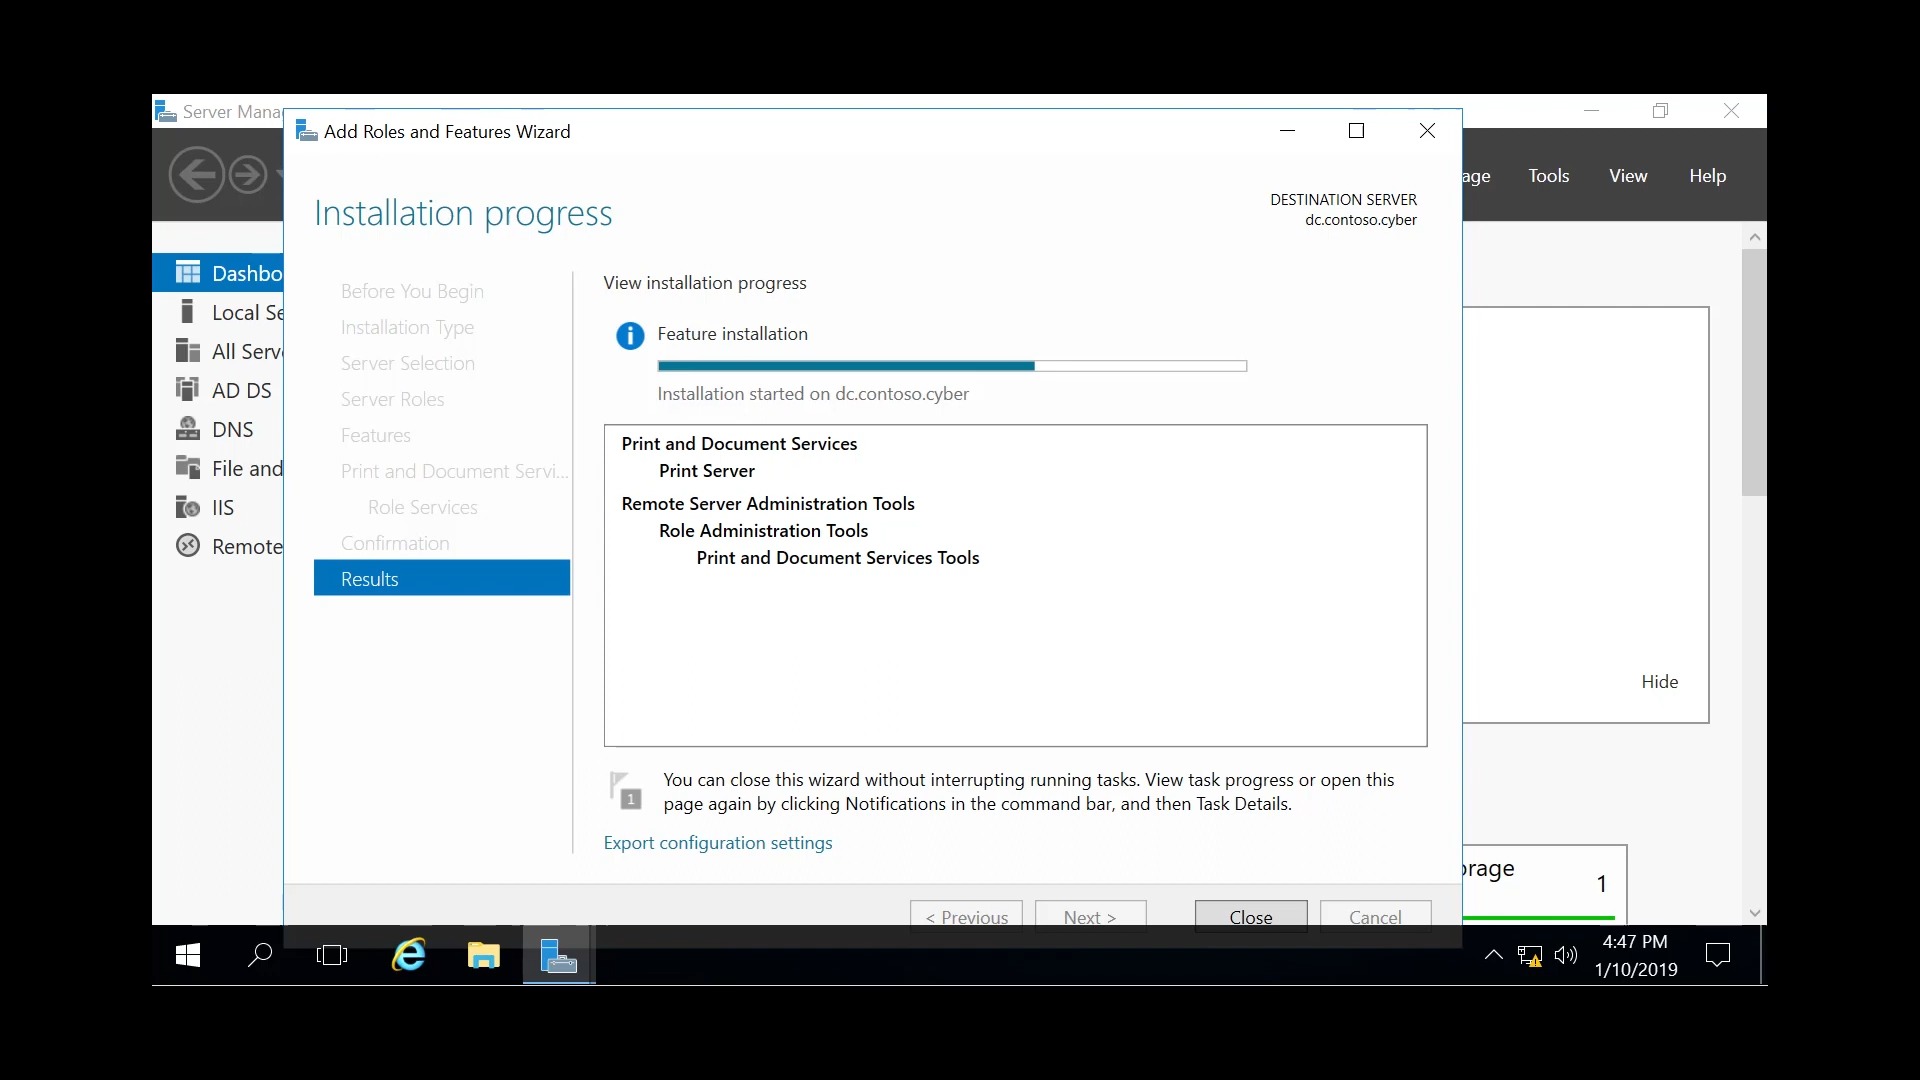 Server Mana
Add Roles and Features Wizard
age
Tools
View
Help
Installation progress
DESTINATION SERVER
dc.contoso.cyber
Dashbo
Local Se
All Serv
AD DS
DNS
File and
IIS
Remote
Before You Begin
Installation Type
Server Selection
Server Roles
Features
Print and Document Servi...
Role Services
Confirmation
Results
View installation progress
Feature installation
Installation started on dc.contoso.cyber
Print and Document Services
Print Server
Remote Server Administration Tools
Role Administration Tools
Print and Document Services Tools
Hide
1
You can close this wizard without interrupting running tasks. View task progress or open this
page again by clicking Notifications in the command bar, and then Task Details.
Export configuration settings
orage
1
< Previous
Next >
Close
Cancel
4:47 PM
1/10/2019